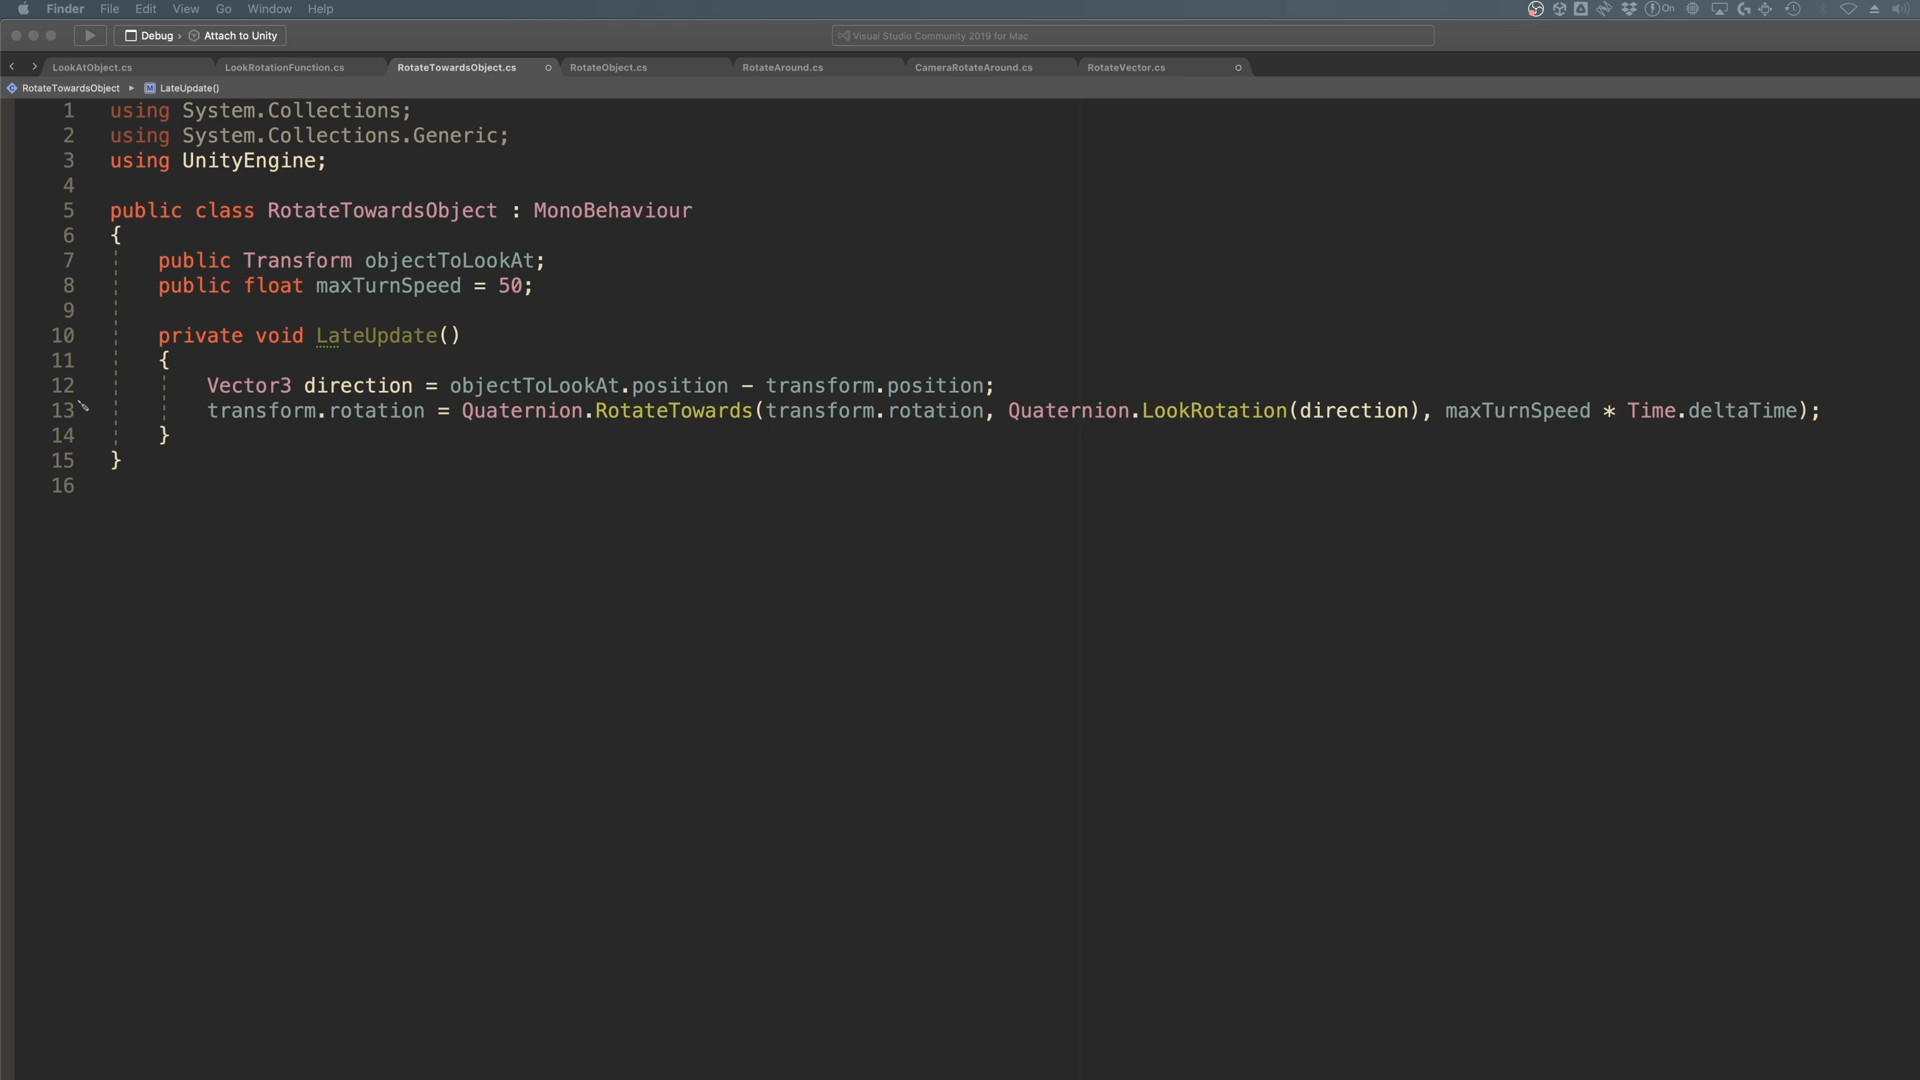 Finder File Edit View Go Window Help On
Debug › Attach to Unity Visual Studio Community 2019 for Mac
LookAtObject.cs LookRotationFunction.cs RotateTowardsObject.cs RotateObject.cs RotateAround.cs CameraRotateAround.cs RotateVector.cs
RotateTowardsObject ▸ M LateUpdate()
1 using System.Collections;
2 using System.Collections.Generic;
3 using UnityEngine;
4
5 public class RotateTowardsObject : MonoBehaviour
6 {
7 public Transform objectToLookAt;
8 public float maxTurnSpeed = 50;
9
10 private void LateUpdate()
11 {
12 Vector3 direction = objectToLookAt.position - transform.position;
13 transform.rotation = Quaternion.RotateTowards(transform.rotation, Quaternion.LookRotation(direction), maxTurnSpeed * Time.deltaTime);
14 }
15 }
16